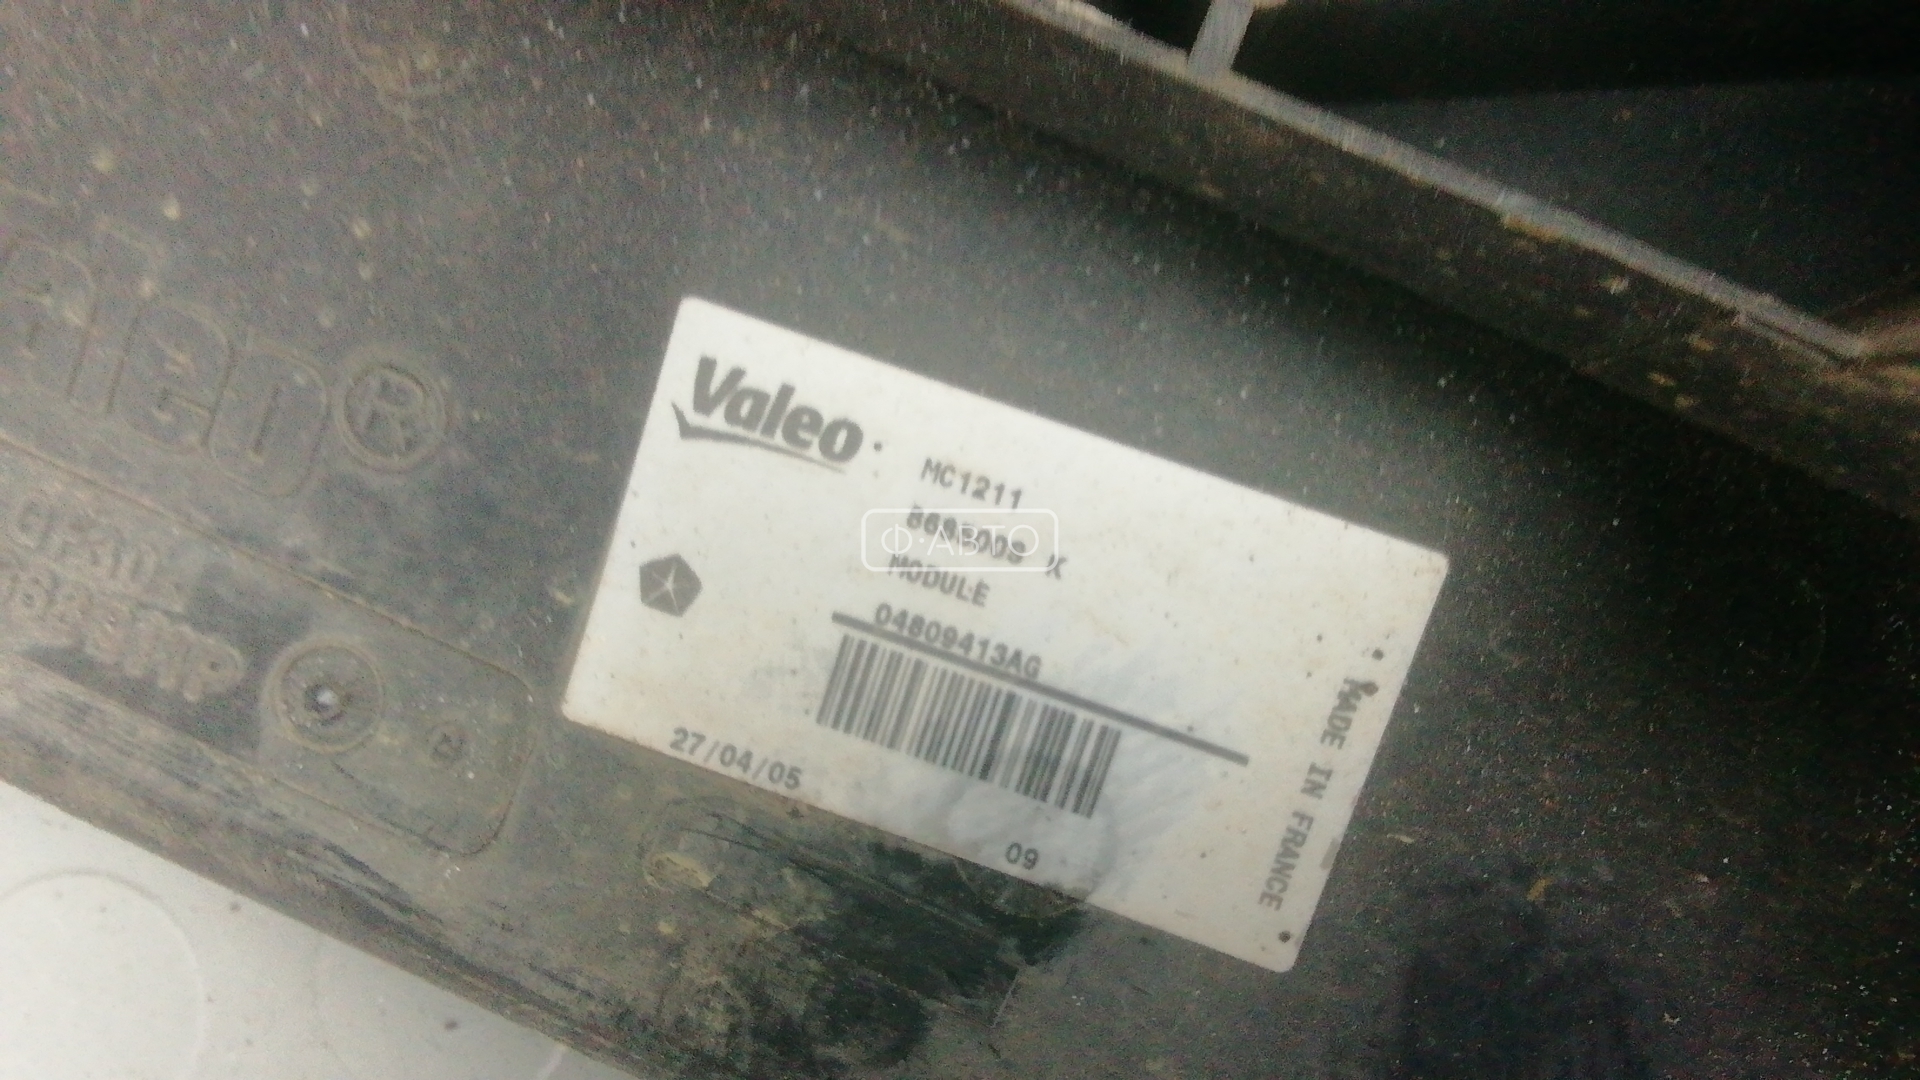 Valeo
MC1211
Ф·АВТО
MODULE
04809413AG
27/04/05
09
MADE IN FRANCE